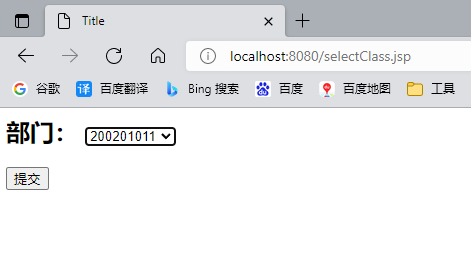 Title
localhost:8080/selectClass.jsp
谷歌 译 百度翻译 Bing 搜索 百度 百度地图 工具
部门： 200201011
提交